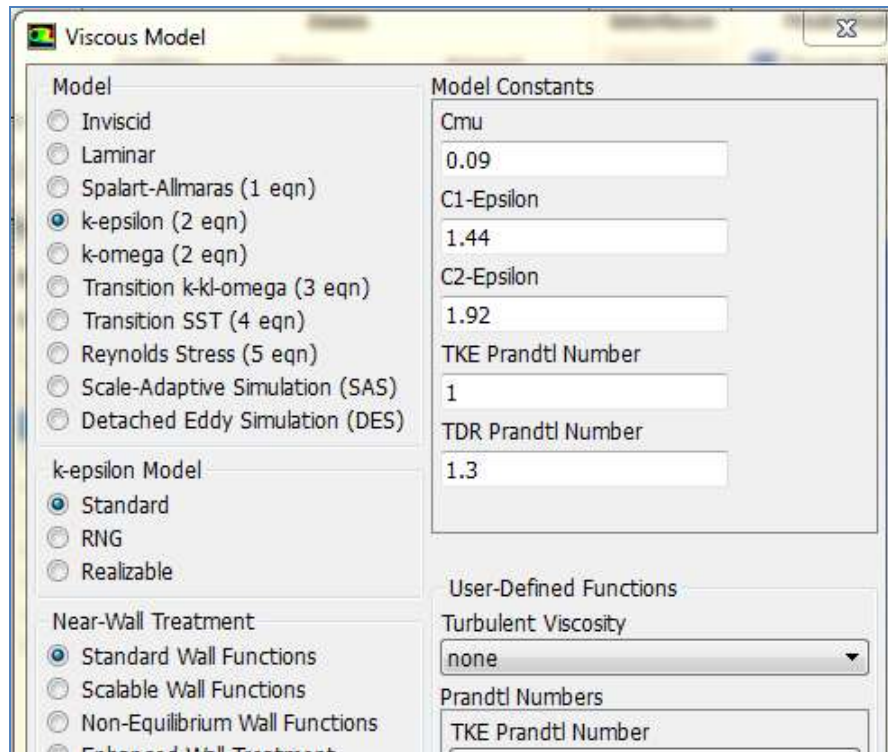 Viscous Model
Model
Inviscid
Laminar
Spalart-Allmaras (1 eqn)
k-epsilon (2 eqn)
k-omega (2 eqn)
Transition k-kl-omega (3 eqn)
Transition SST (4 eqn)
Reynolds Stress (5 eqn)
Scale-Adaptive Simulation (SAS)
Detached Eddy Simulation (DES)
k-epsilon Model
Standard
RNG
Realizable
Near-Wall Treatment
Standard Wall Functions
Scalable Wall Functions
Non-Equilibrium Wall Functions
Enhanced Wall Treatment
Model Constants
Cmu
0.09
C1-Epsilon
1.44
C2-Epsilon
1.92
TKE Prandtl Number
1
TDR Prandtl Number
1.3
User-Defined Functions
Turbulent Viscosity
none
Prandtl Numbers
TKE Prandtl Number